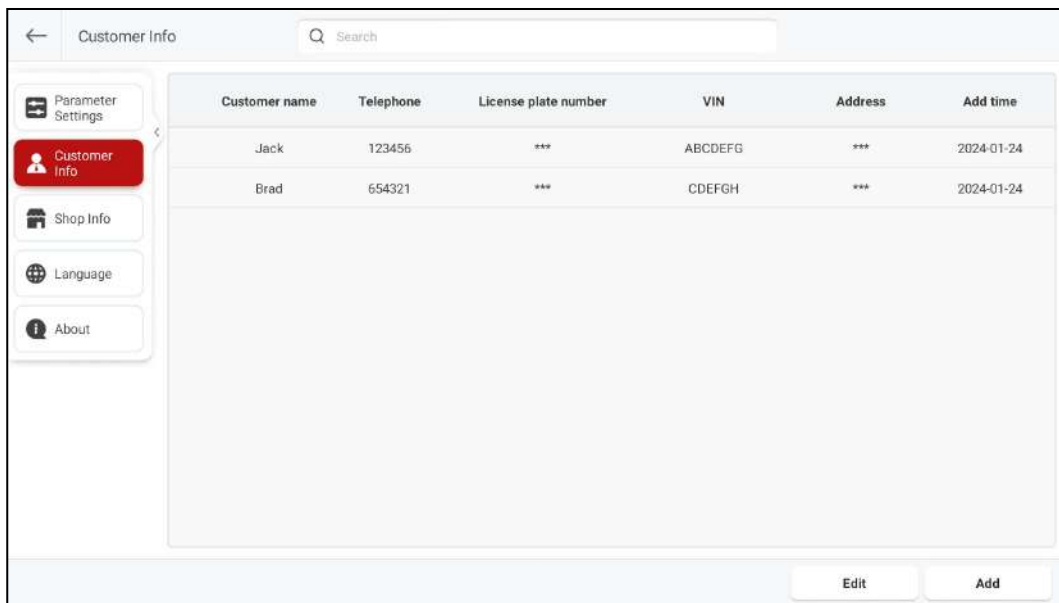 Customer Info
Search
Parameter
Settings
Customer
Info
Shop Info
Language
About
Customer name Telephone License plate number VIN Address Add time
Jack 123456 *** ABCDEFG *** 2024-01-24
Brad 654321 *** CDEFGH *** 2024-01-24
Edit Add